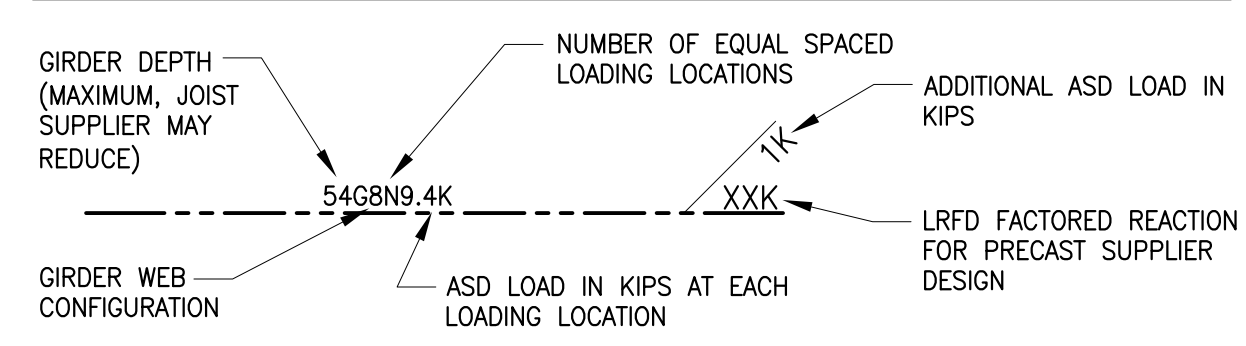 GIRDER DEPTH
(MAXIMUM, JOIST
SUPPLIER MAY
REDUCE)
NUMBER OF EQUAL SPACED
LOADING LOCATIONS
ADDITIONAL ASD LOAD IN
KIPS
1K
54G8N9.4K
XXK
LRFD FACTORED REACTION
FOR PRECAST SUPPLIER
DESIGN
GIRDER WEB
CONFIGURATION
ASD LOAD IN KIPS AT EACH
LOADING LOCATION